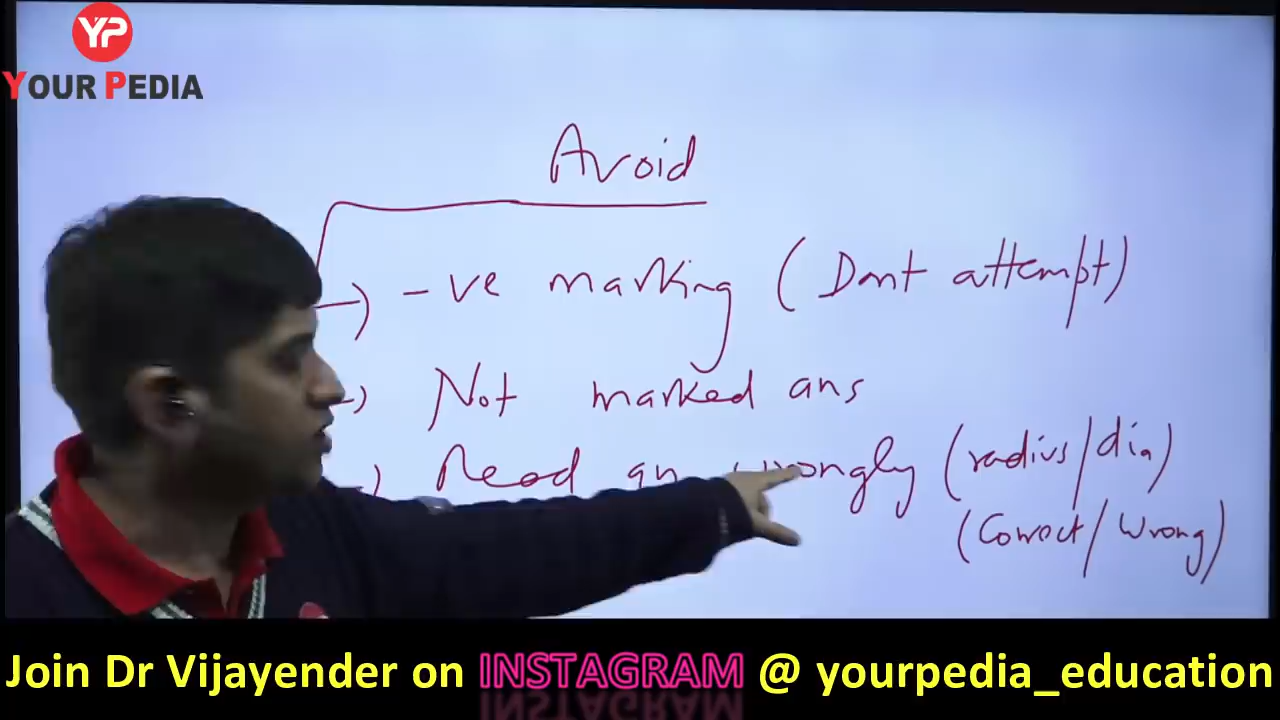 YP
YOUR PEDIA
Avoid
→ -ve marking (Dont attempt)
→ Not marked ans
→ Read qn wrongly (radius/dia)
(Correct/Wrong)
Join Dr Vijayender on INSTAGRAM @ yourpedia_education